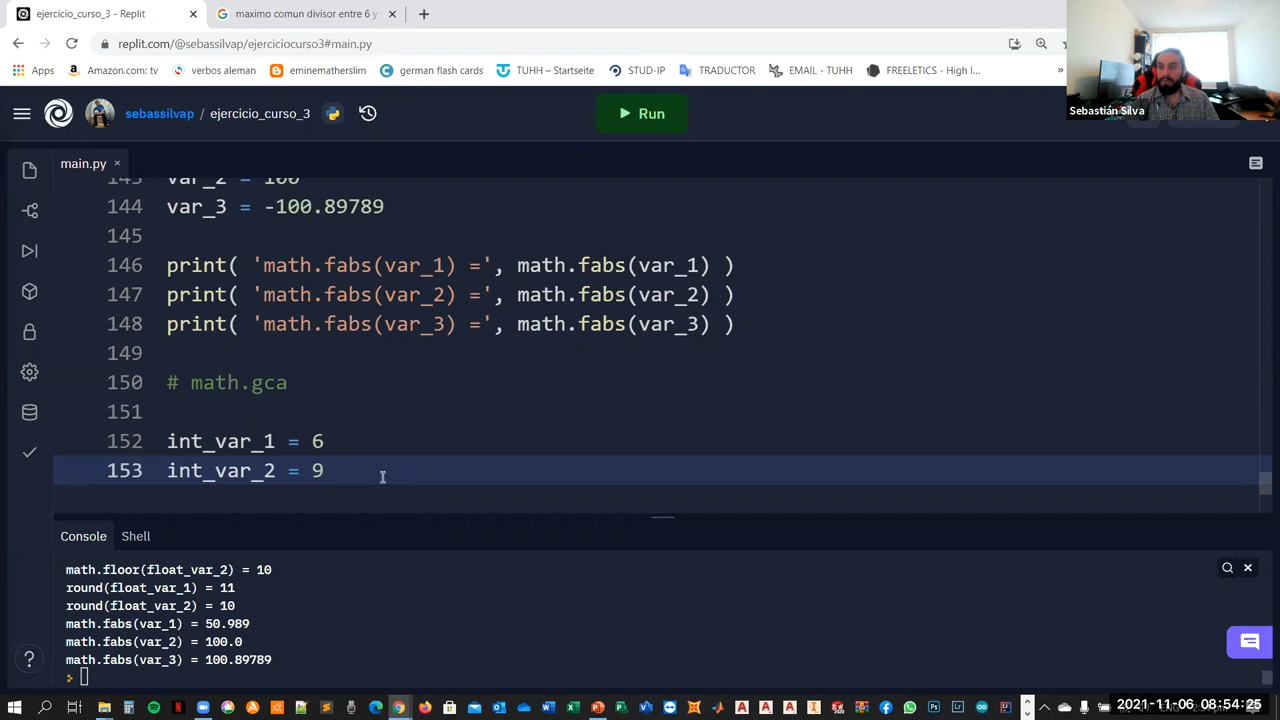 ejercicio_curso_3 - Replit
maximo comun divisor entre 6 y
replit.com/@sebassilvap/ejerciciocurso3#main.py
Apps
Amazon.com: tv
verbos aleman
eminematherslim
german flash cards
TUHH – Startseite
STUD-IP
TRADUCTOR
EMAIL - TUHH
FREELETICS - High I...
»
Sebastián Silva
sebassilvap / ejercicio_curso_3
Run
main.py
var_2 = 100
144 var_3 = -100.89789
145
146 print( 'math.fabs(var_1) =', math.fabs(var_1) )
147 print( 'math.fabs(var_2) =', math.fabs(var_2) )
148 print( 'math.fabs(var_3) =', math.fabs(var_3) )
149
150 # math.gca
151
152 int_var_1 = 6
153 int_var_2 = 9
Console Shell
math.floor(float_var_2) = 10
round(float_var_1) = 11
round(float_var_2) = 10
math.fabs(var_1) = 50.989
math.fabs(var_2) = 100.0
math.fabs(var_3) = 100.89789
2021-11-06 08:54:25